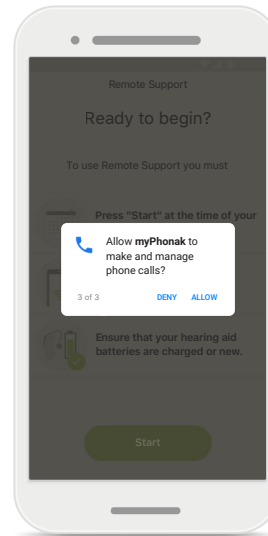 Remote Support
Ready to begin?
To use Remote Support you must
Press "Start" at the time of your
Allow myPhonak to
make and manage
phone calls?
3 of 3 DENY ALLOW
Ensure that your hearing aid
batteries are charged or new.
Start